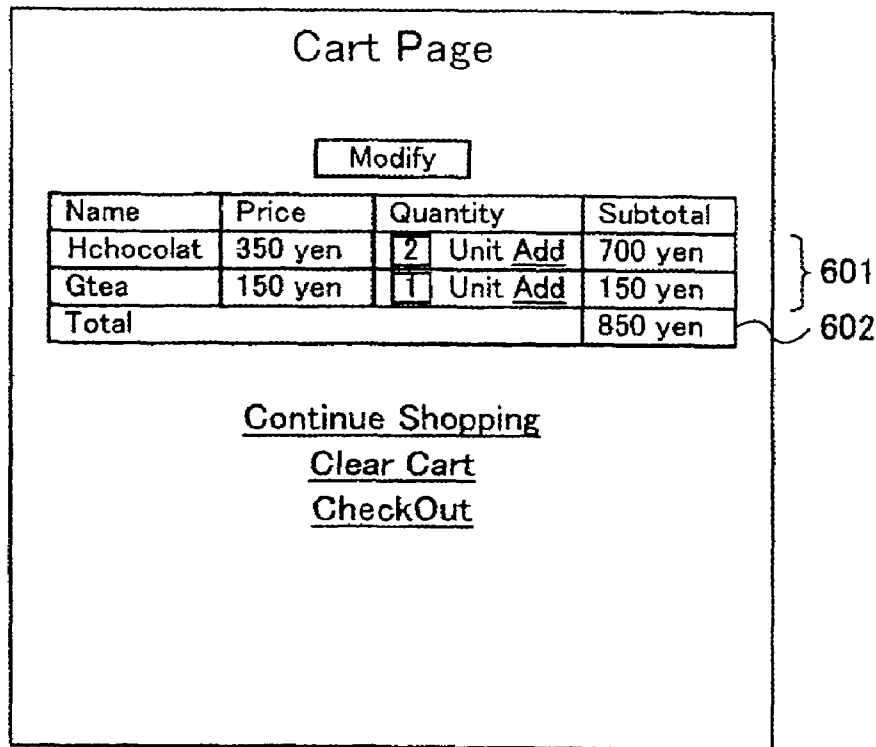 Cart Page
Modify
Name Price Quantity Subtotal
Hchocolat 350 yen 2 Unit Add 700 yen
Gtea 150 yen 1 Unit Add 150 yen
601
Total 850 yen
602
Continue Shopping
Clear Cart
CheckOut